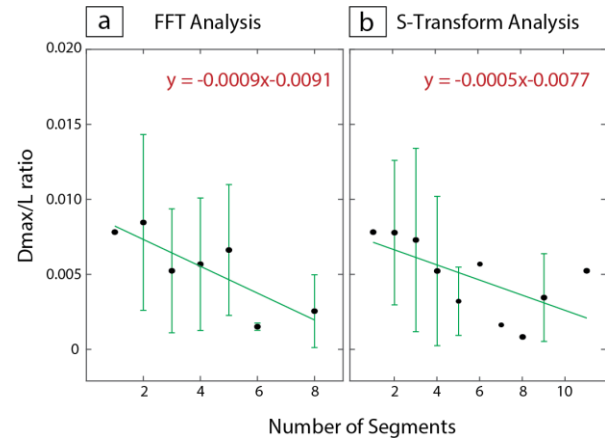 a FFT Analysis
b S-Transform Analysis
0.020
0.015
0.010
0.005
0
Dmax/L ratio
y = -0.0009x-0.0091
y = -0.0005x-0.0077
2 4 6 8
2 4 6 8 10
Number of Segments